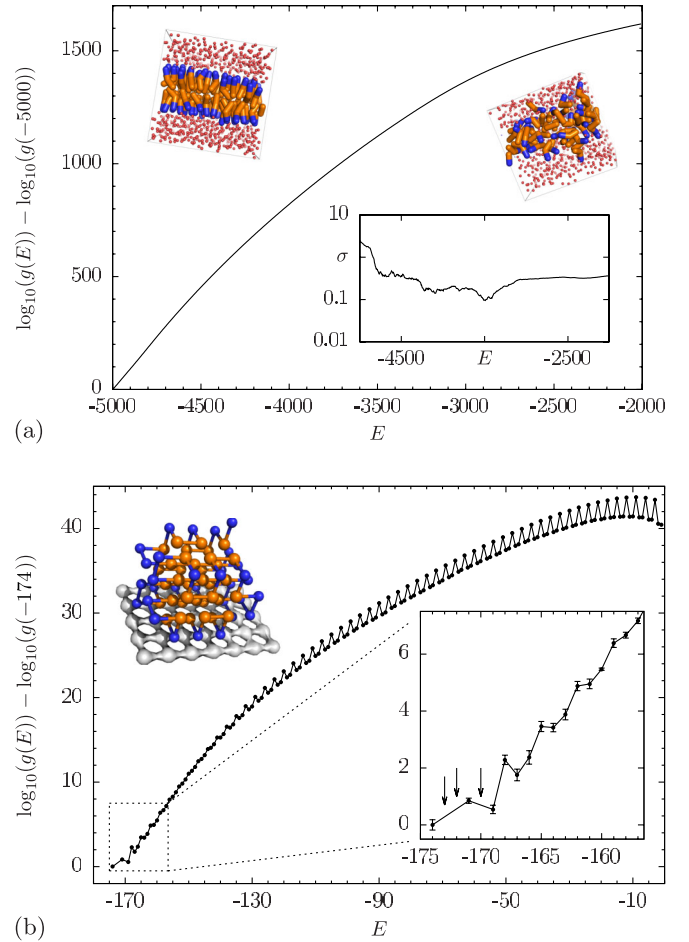 log₁₀(g(E)) − log₁₀(g(−5000))
1500
1000
500
0
10
σ
0.1
0.01
-4500
E
-2500
-5000 -4500 -4000 -3500 -3000 -2500 -2000
(a)
E
log₁₀(g(E)) − log₁₀(g(−174))
40
30
20
10
0
6
4
2
0
-175 -170 -165 -160
-170 -130 -90 -50 -10
(b)
E